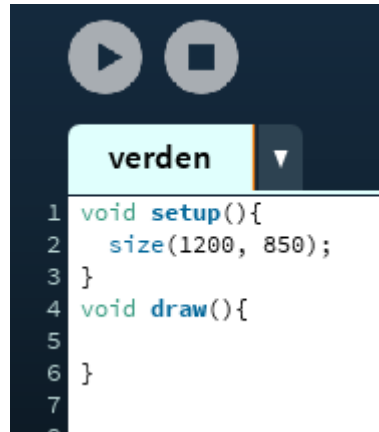 verden
1 void setup(){
2 size(1200, 850);
3 }
4 void draw(){
5
6 }
7